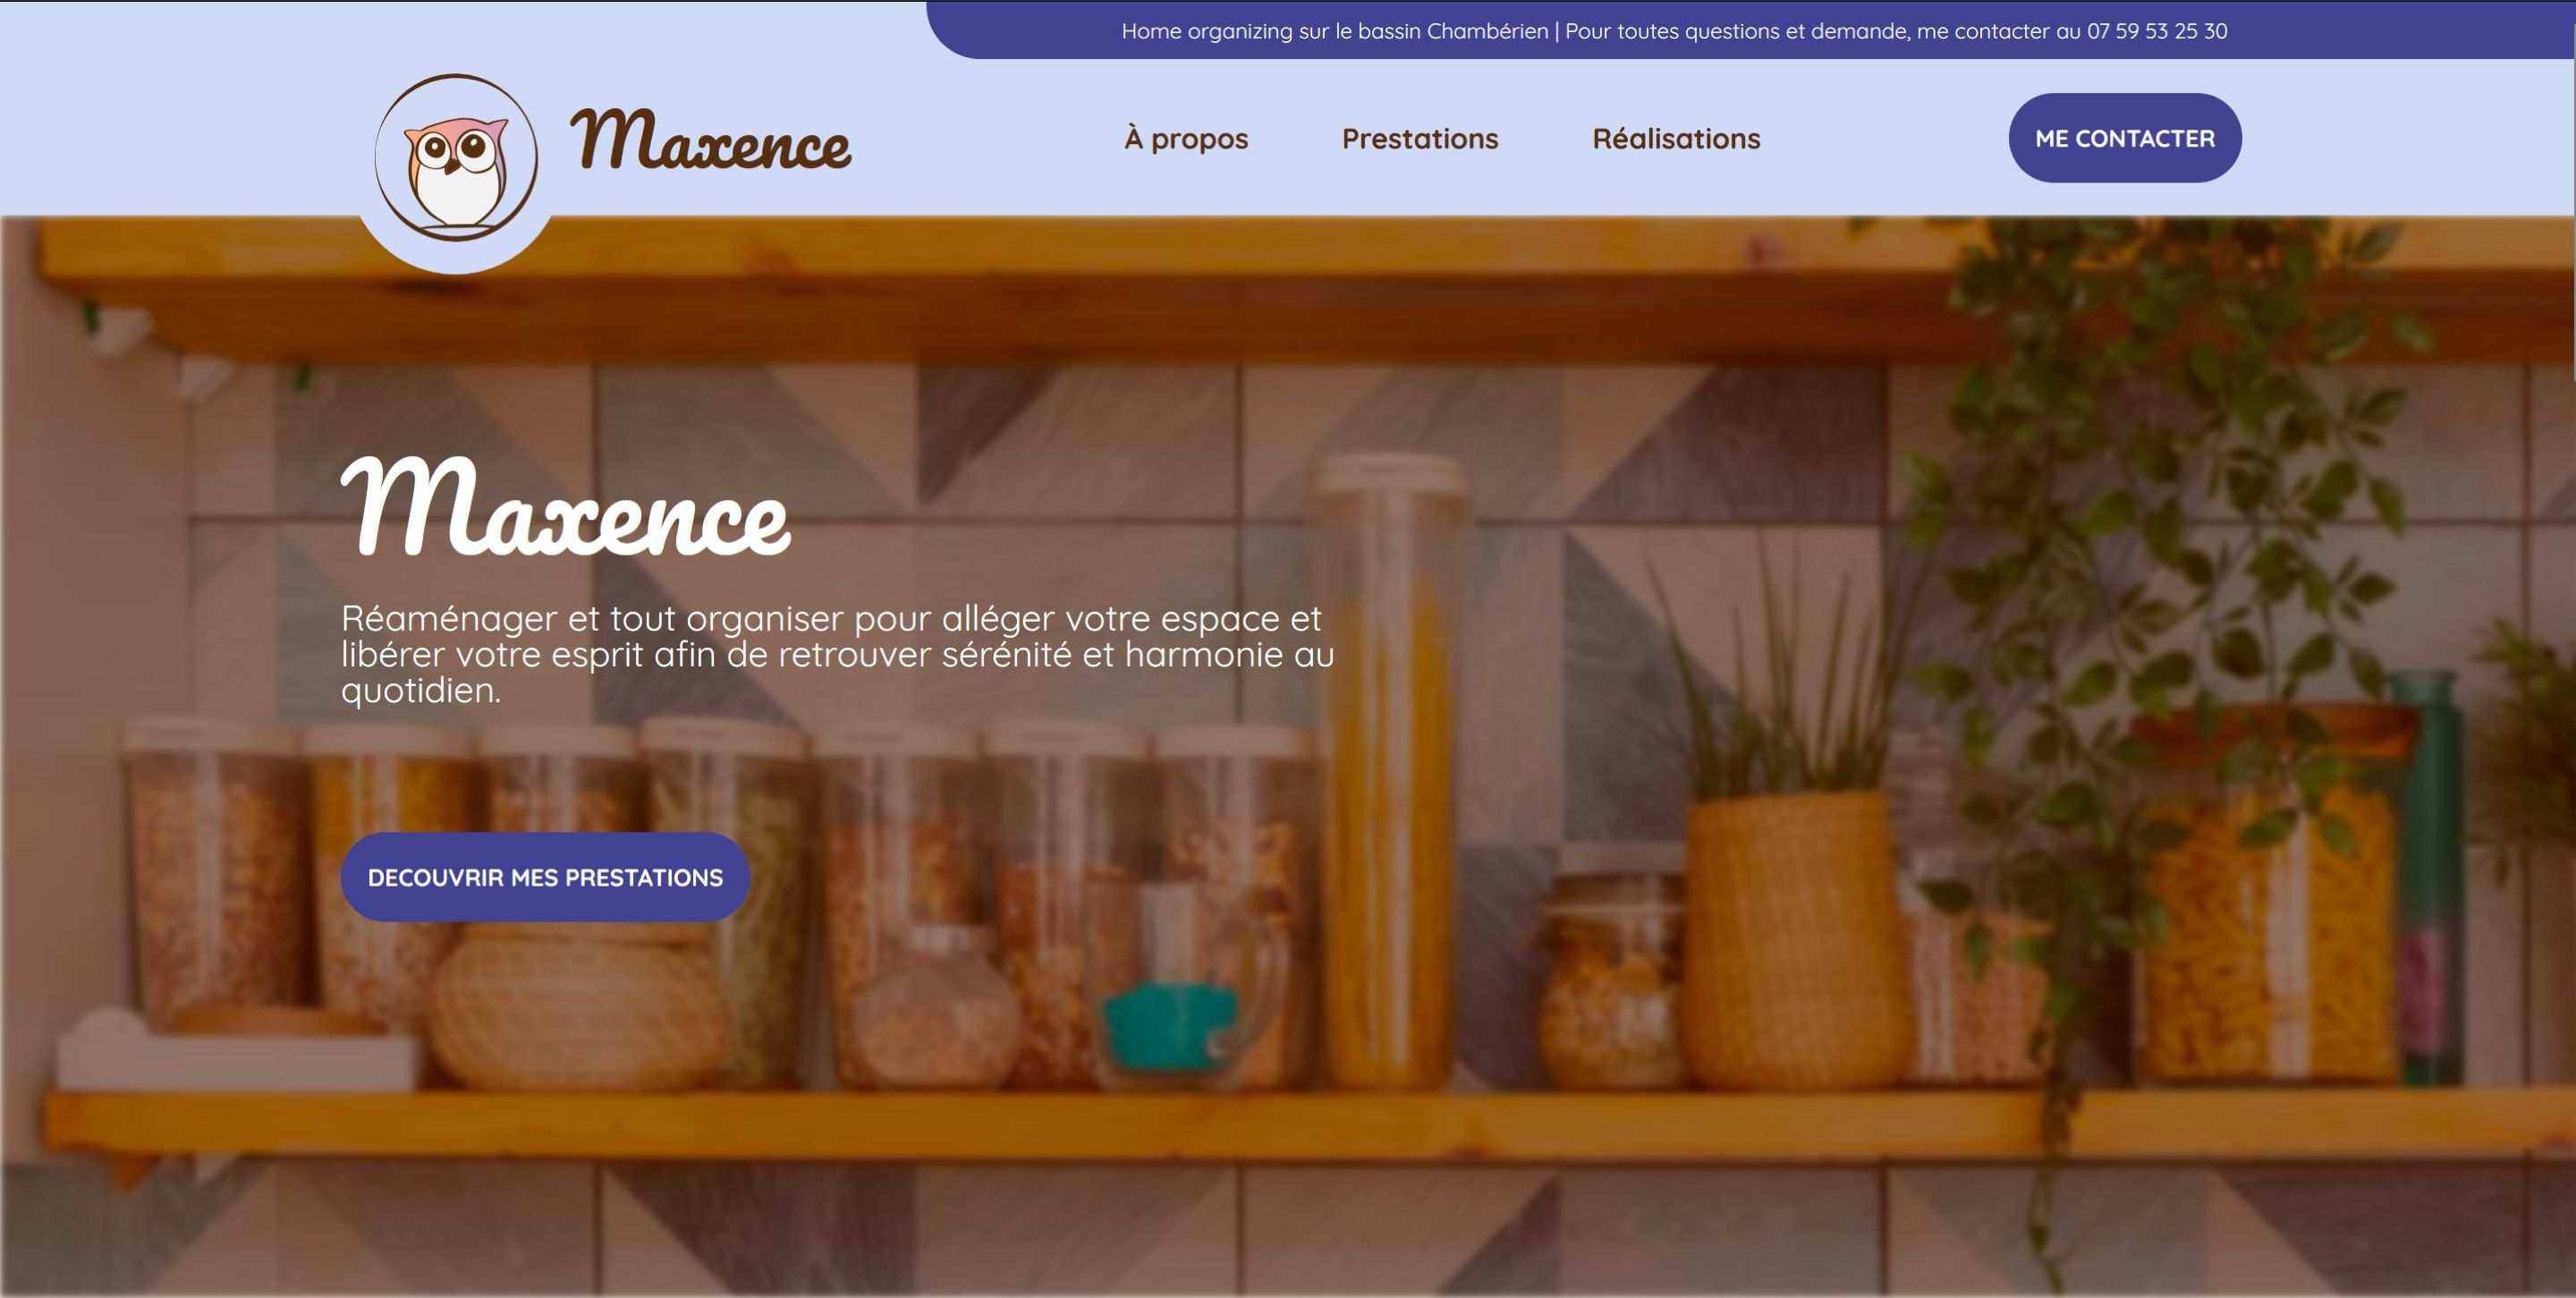 Home organizing sur le bassin Chambérien | Pour toutes questions et demande, me contacter au 07 59 53 25 30
Maxence
À propos
Prestations
Réalisations
ME CONTACTER
Maxence
Réaménager et tout organiser pour alléger votre espace et
libérer votre esprit afin de retrouver sérénité et harmonie au
quotidien.
DECOUVRIR MES PRESTATIONS